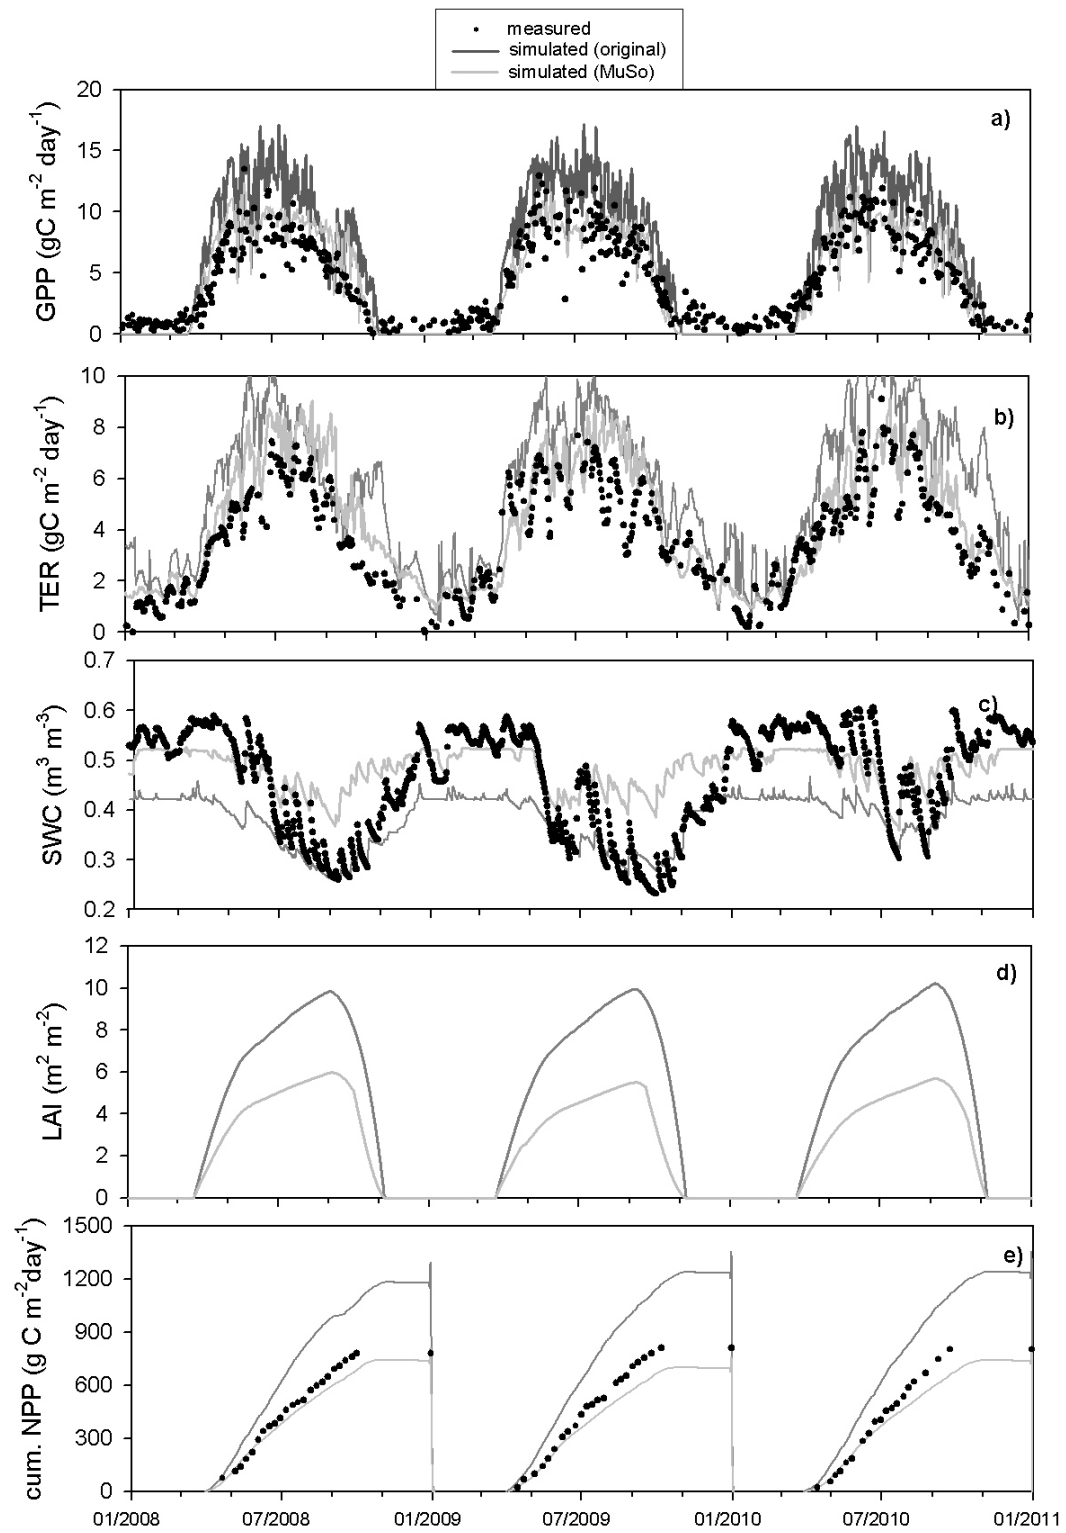 measured
simulated (original)
simulated (MuSo)
20
15
10
5
0
GPP (gC m-2 day-1)
a)
10
8
6
4
2
0
TER (gC m-2 day-1)
b)
0.7
0.6
0.5
0.4
0.3
0.2
SWC (m3 m-3)
c)
12
10
8
6
4
2
0
LAI (m2 m-2)
d)
1500
1200
900
600
300
0
cum. NPP (g C m-2day-1)
e)
01/2008 07/2008 01/2009 07/2009 01/2010 07/2010 01/2011